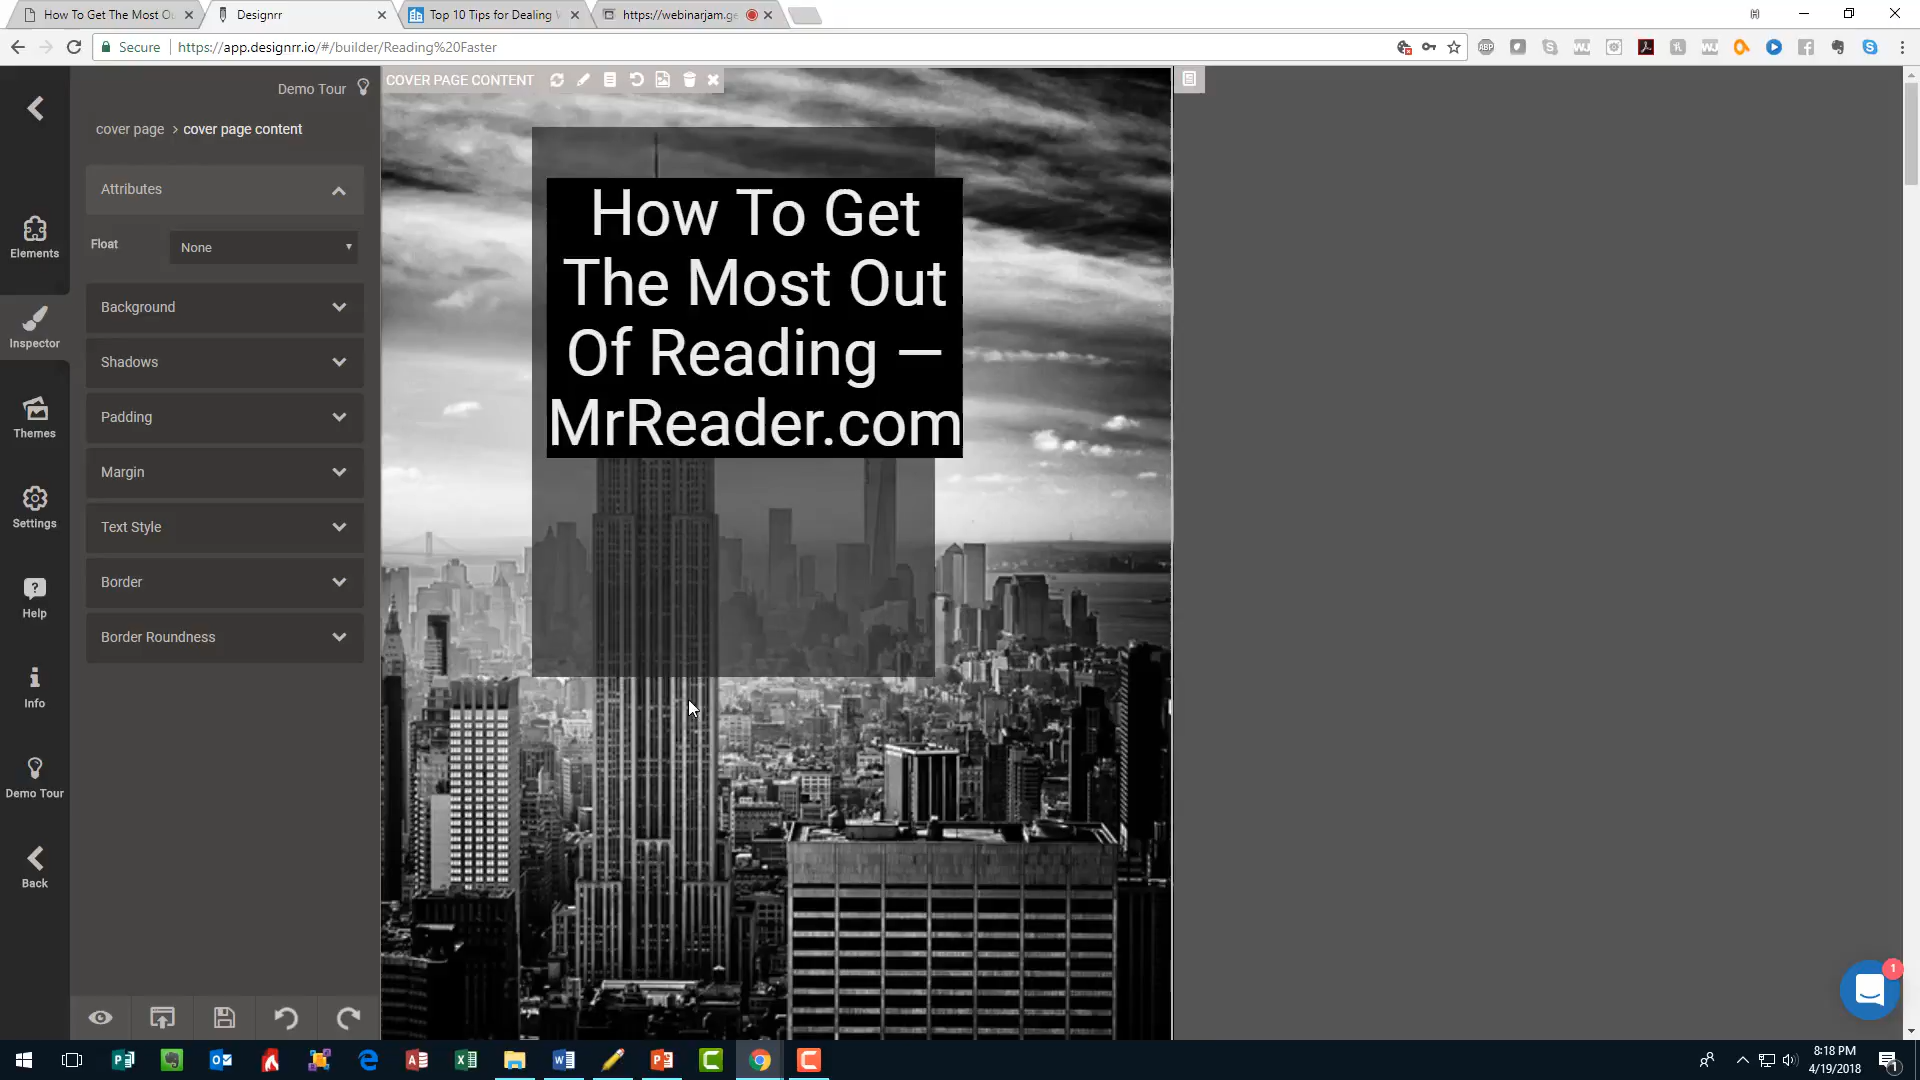 How To Get The Most Ou
Designrr
Top 10 Tips for Dealing W
https://webinarjam.ge
Secure
https://app.designrr.io/#/builder/Reading%20Faster
Demo Tour
COVER PAGE CONTENT
cover page > cover page content
Attributes
Float
None
Background
Shadows
Padding
Margin
Text Style
Border
Border Roundness
Elements
Inspector
Themes
Settings
Help
Info
Demo Tour
Back
How To Get
The Most Out
Of Reading —
MrReader.com
1
8:18 PM
4/19/2018
1